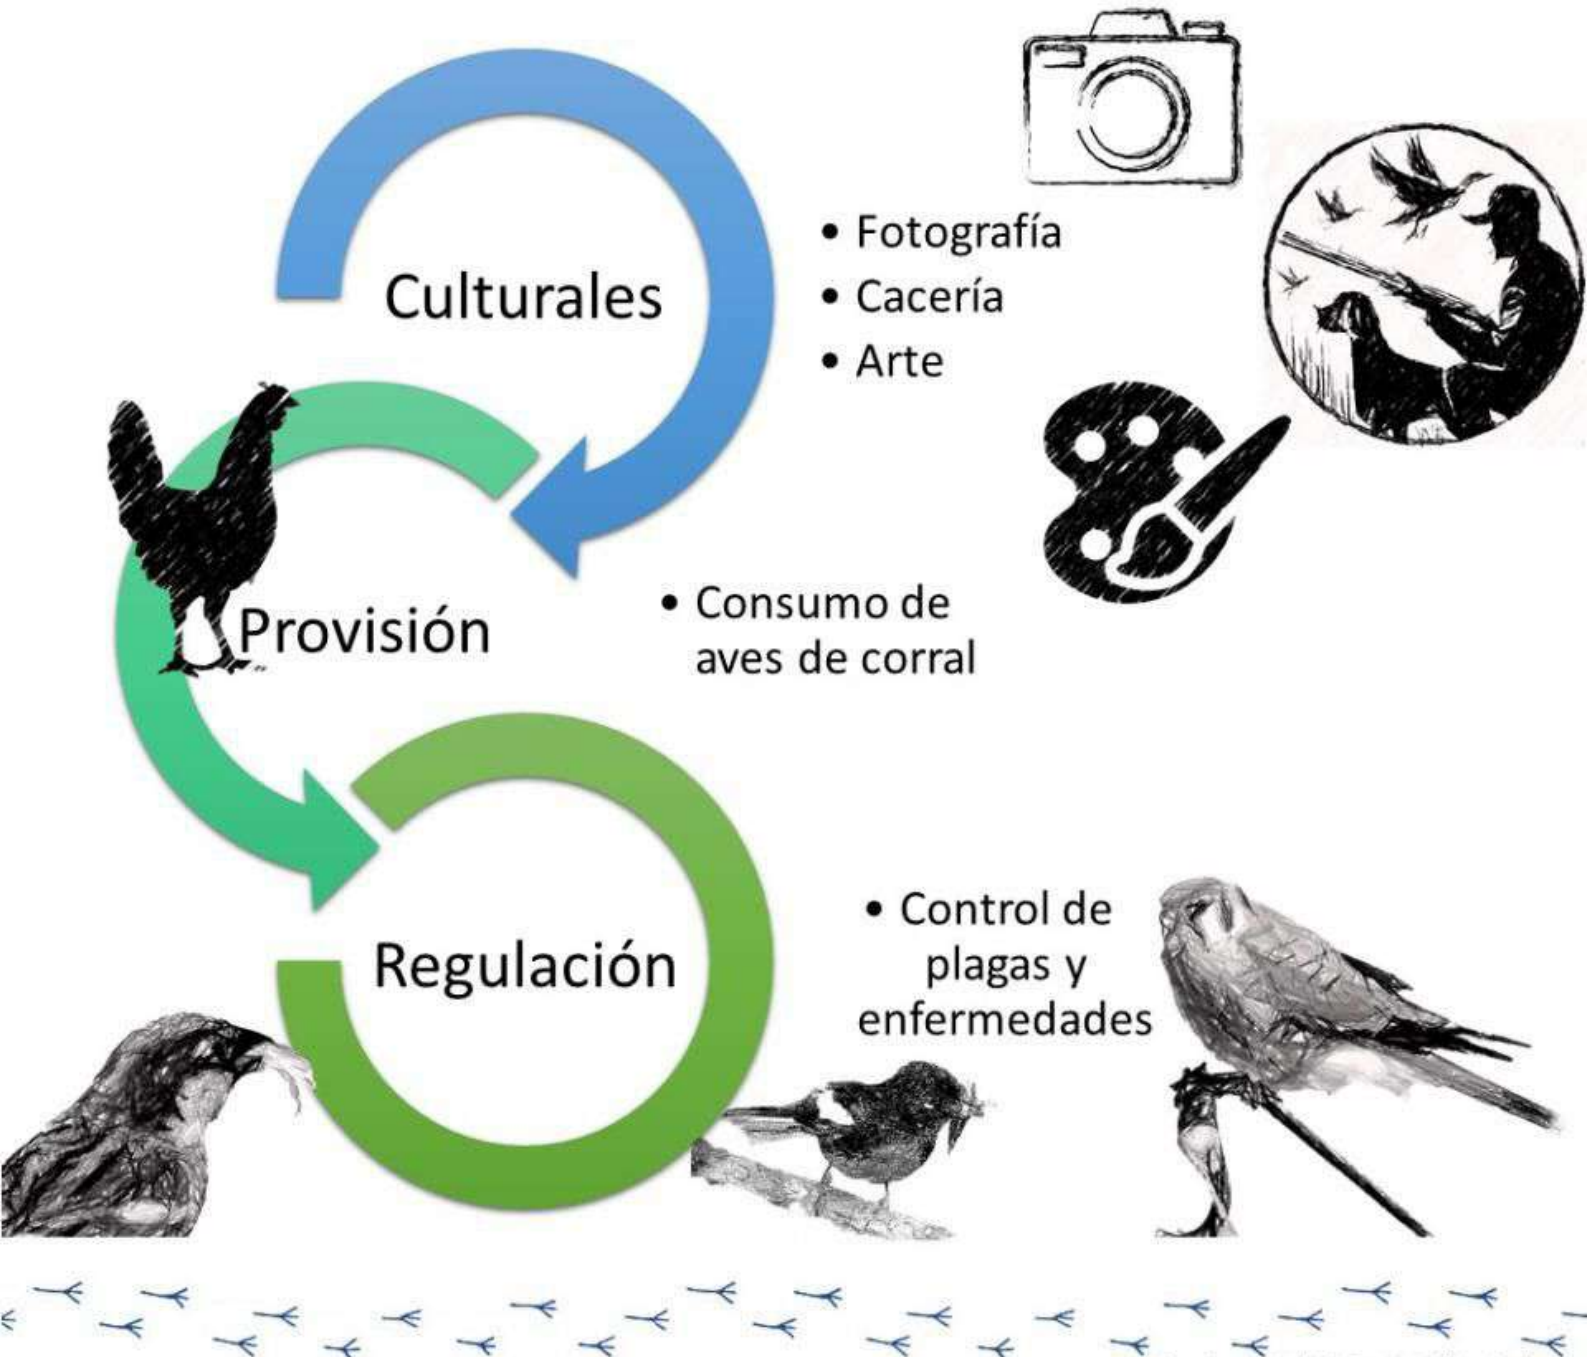 Culturales
• Fotografía
• Cacería
• Arte
Provisión
• Consumo de
aves de corral
Regulación
• Control de
plagas y
enfermedades